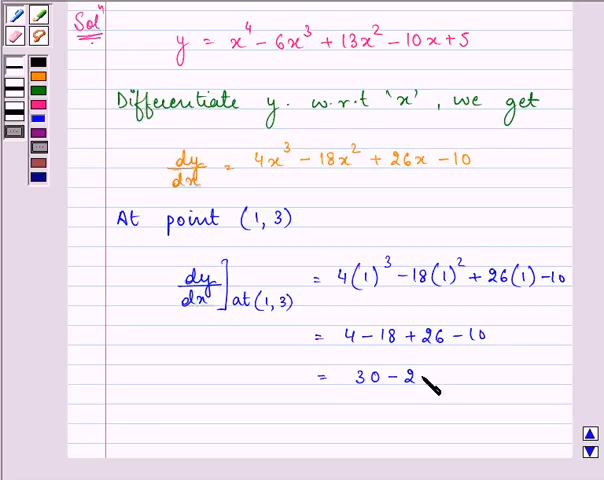 Solⁿ
y = x⁴ - 6x³ + 13x² - 10x + 5
Differentiate y. w.r.t 'x', we get
dy/dx = 4x³ - 18x² + 26x - 10
At point (1, 3)
dy/dx] at (1, 3) = 4(1)³ - 18(1)² + 26(1) - 10
= 4 - 18 + 26 - 10
= 30 - 2